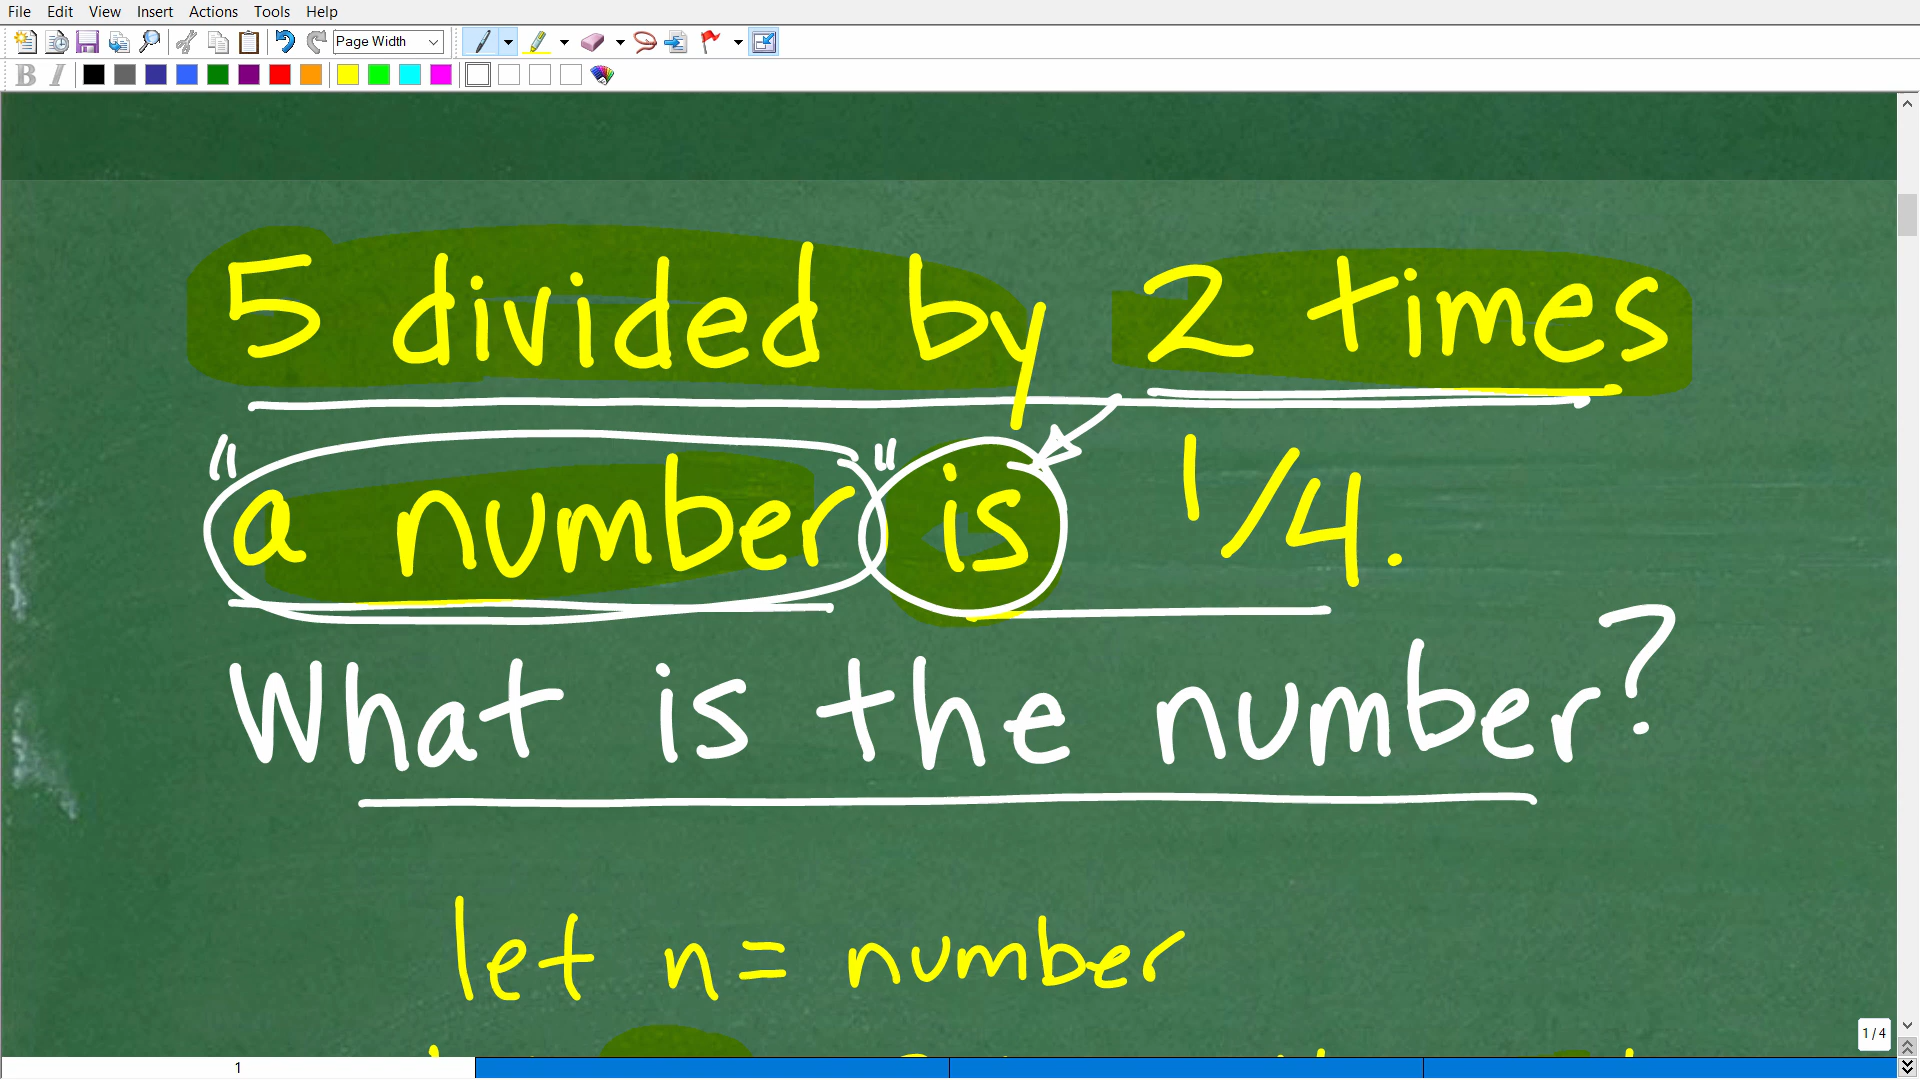 File Edit View Insert Actions Tools Help
Page Width
B I
5 divided by 2 times
"a number" is 1/4.
What is the number?
let n = number
1 / 4
1